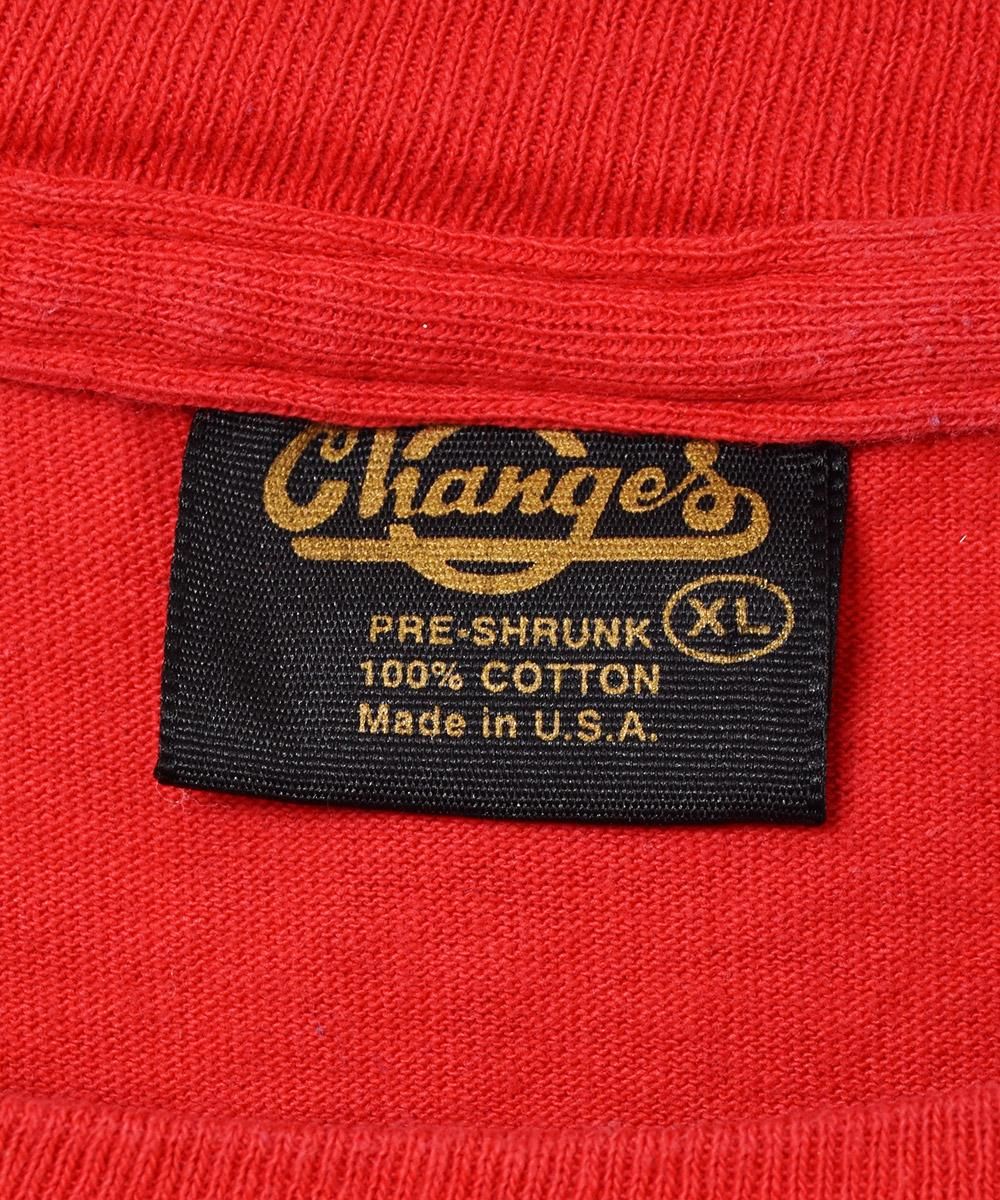 Changes
PRE-SHRUNK XL
100% COTTON
Made in U.S.A.